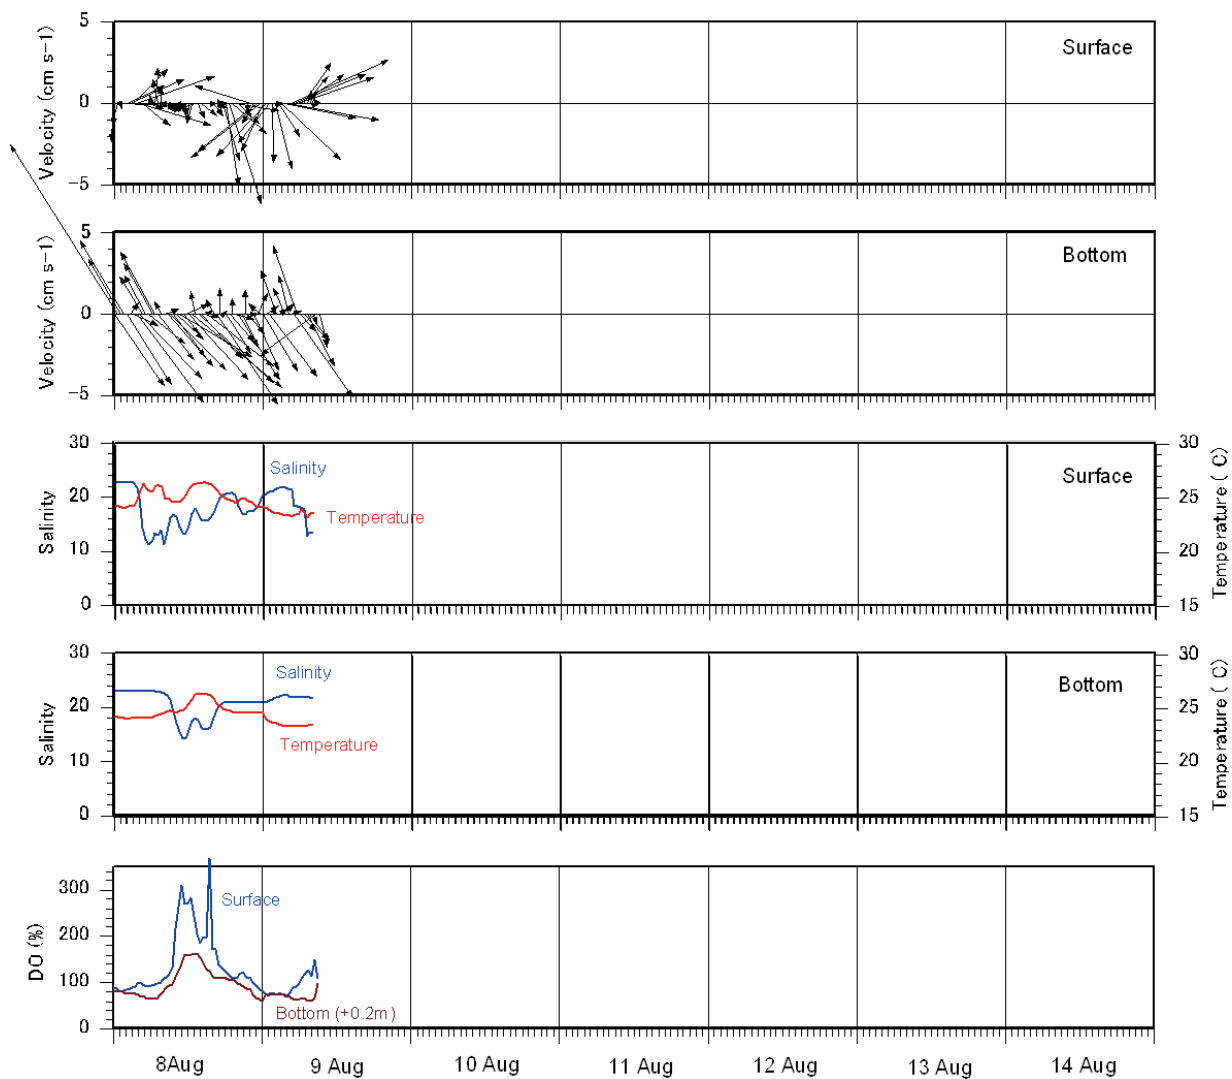 5
0
−5
Velocity (cm s−1)
Surface
5
0
−5
Velocity (cm s−1)
Bottom
30
20
10
0
Salinity
Salinity
Temperature
Surface
30
25
20
15
Temperature ( C)
30
20
10
0
Salinity
Salinity
Temperature
Bottom
30
25
20
15
Temperature ( C)
300
200
100
0
DO (%)
Surface
Bottom (+0.2m)
8Aug
9 Aug
10 Aug
11 Aug
12 Aug
13 Aug
14 Aug